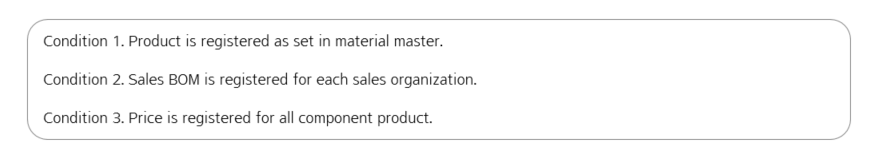 Condition 1. Product is registered as set in material master.
Condition 2. Sales BOM is registered for each sales organization.
Condition 3. Price is registered for all component product.